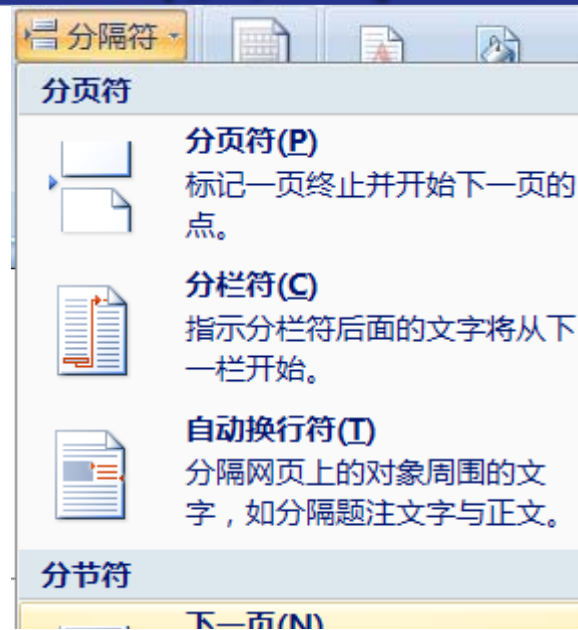 分隔符
分页符
分页符(P)
标记一页终止并开始下一页的
点。
分栏符(C)
指示分栏符后面的文字将从下
一栏开始。
自动换行符(T)
分隔网页上的对象周围的文
字，如分隔题注文字与正文。
分节符
下一页(N)